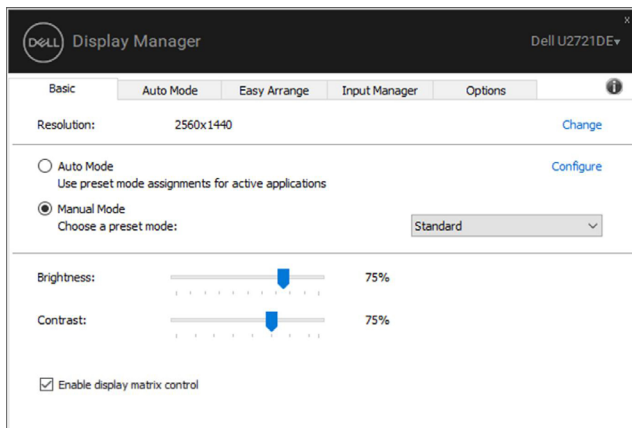 x
DELL Display Manager Dell U2721DE
Basic Auto Mode Easy Arrange Input Manager Options i
Resolution: 2560x1440 Change
Auto Mode Configure
Use preset mode assignments for active applications
Manual Mode
Choose a preset mode: Standard
Brightness: 75%
Contrast: 75%
Enable display matrix control